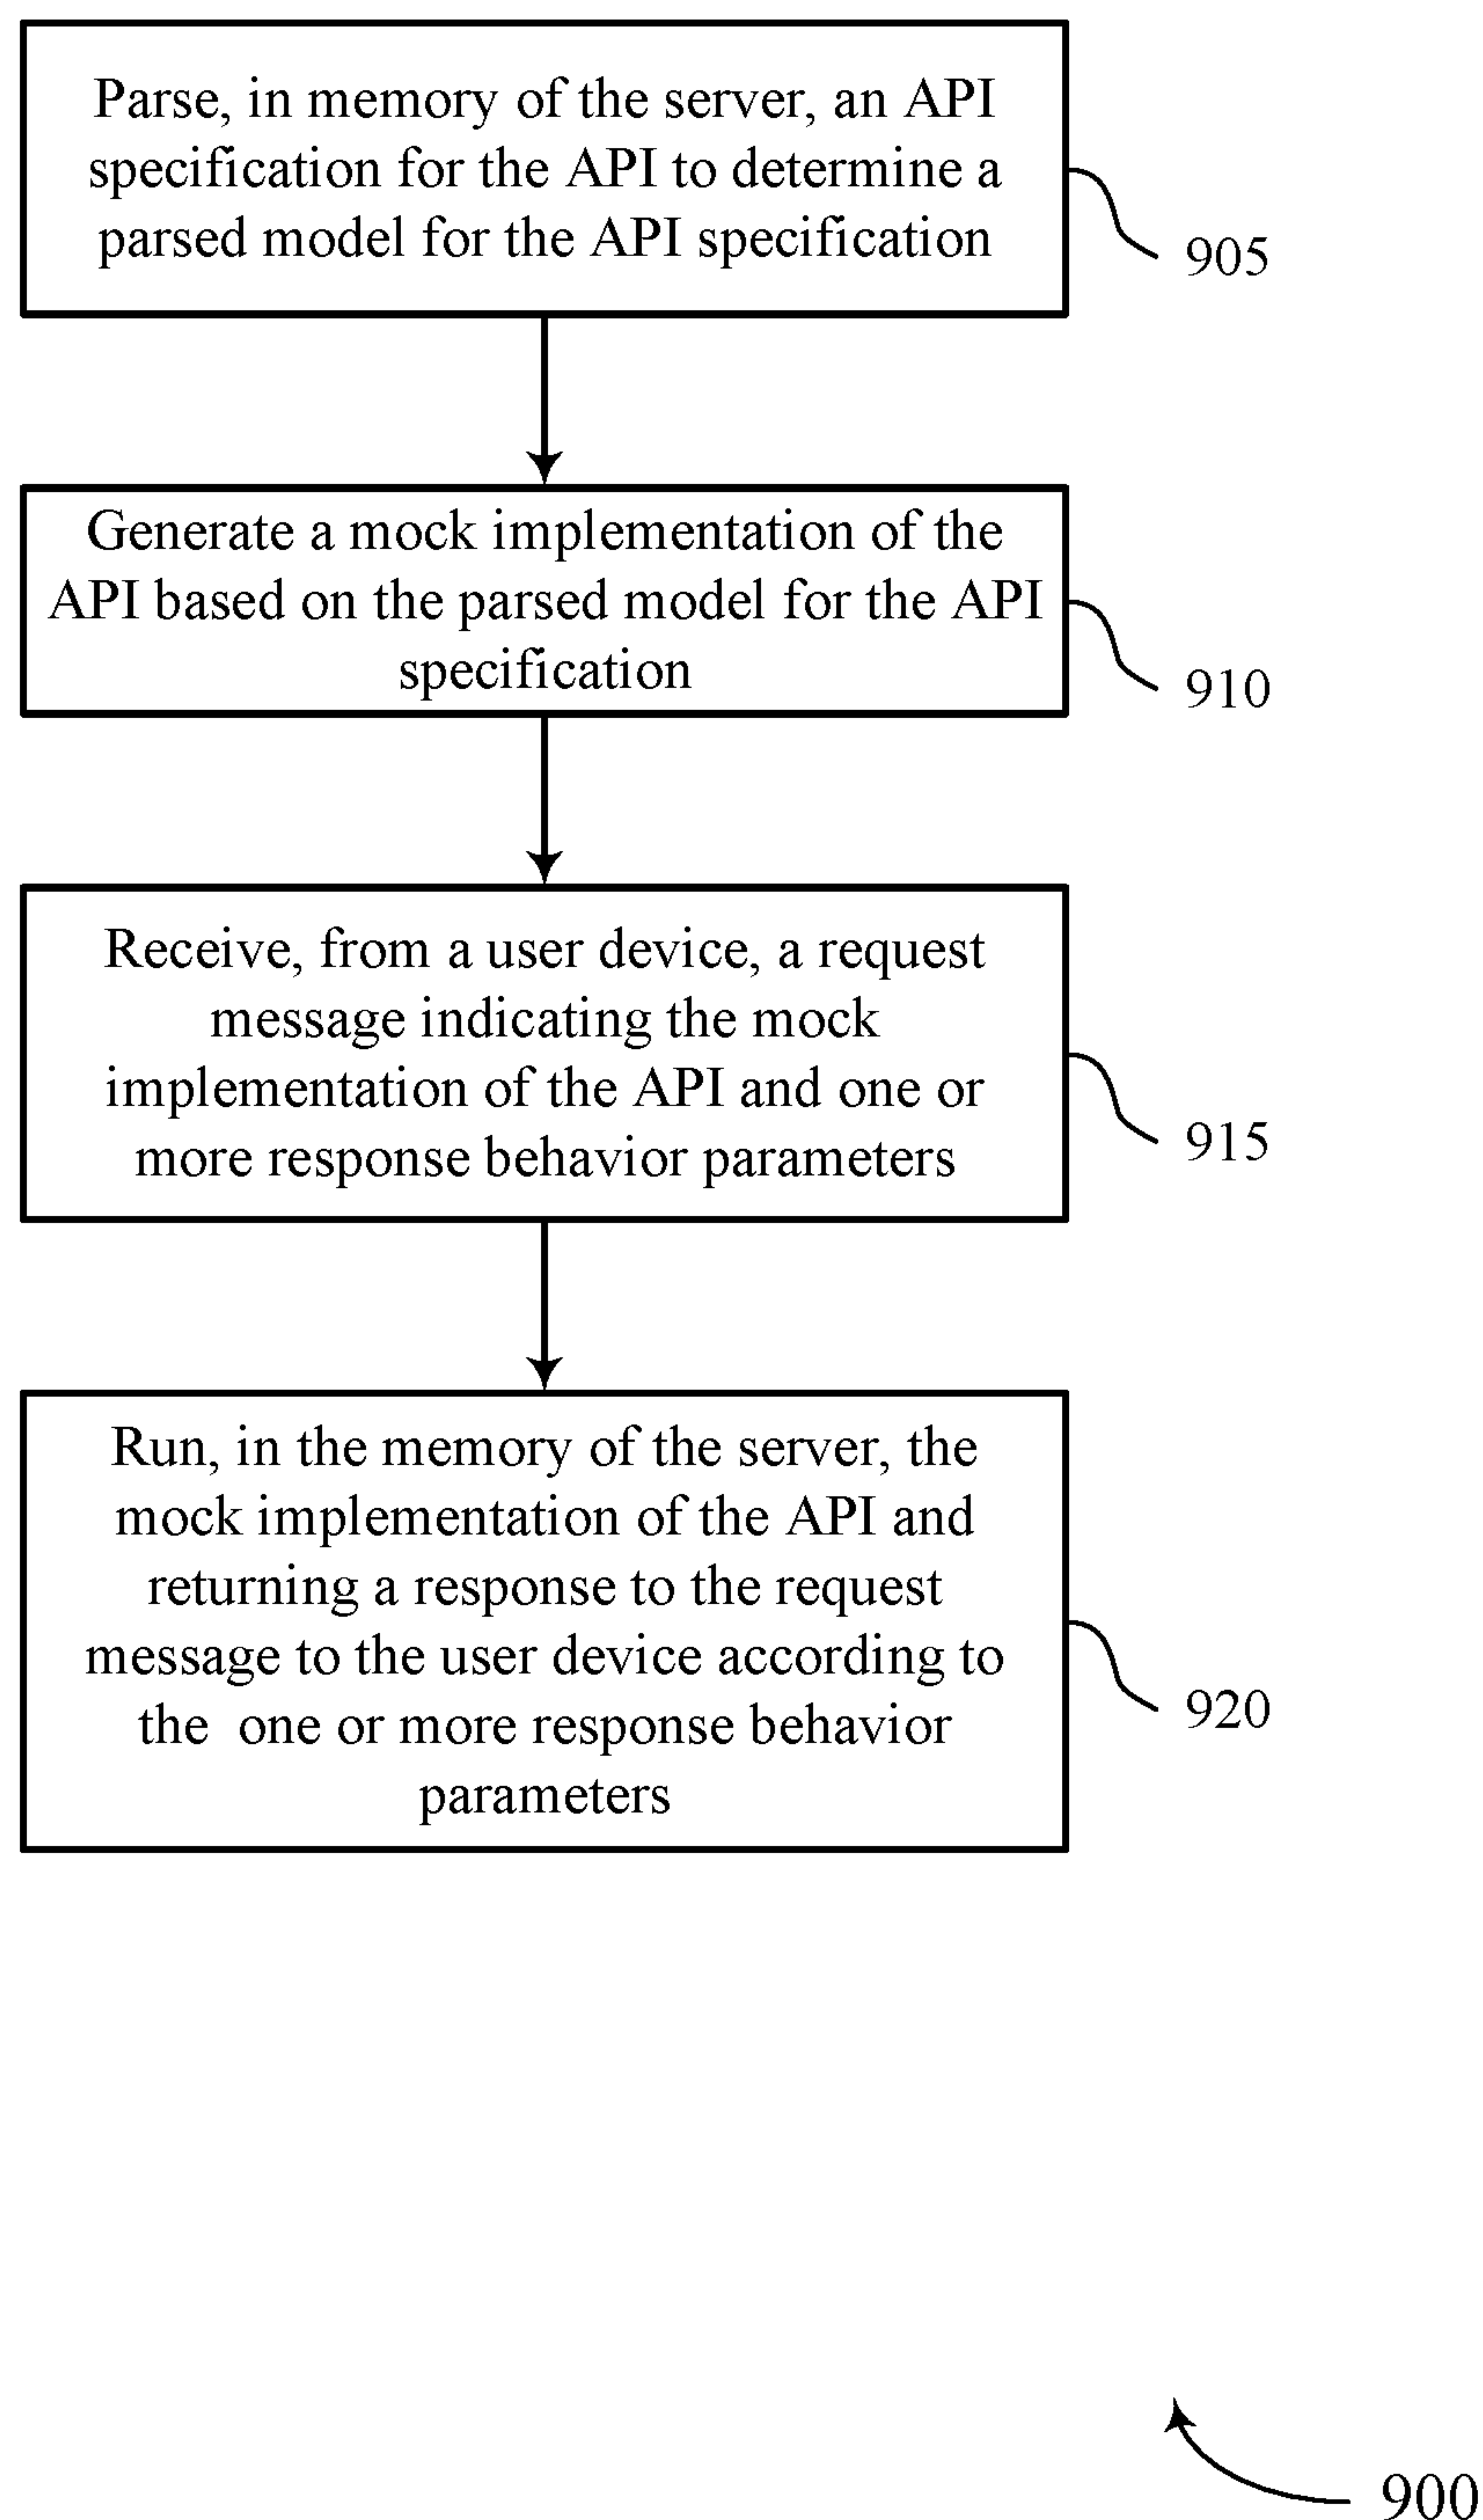 Parse, in memory of the server, an API
specification for the API to determine a
parsed model for the API specification
905
Generate a mock implementation of the
API based on the parsed model for the API
specification
910
Receive, from a user device, a request
message indicating the mock
implementation of the API and one or
more response behavior parameters
915
Run, in the memory of the server, the
mock implementation of the API and
returning a response to the request
message to the user device according to
the  one or more response behavior
parameters
920
900